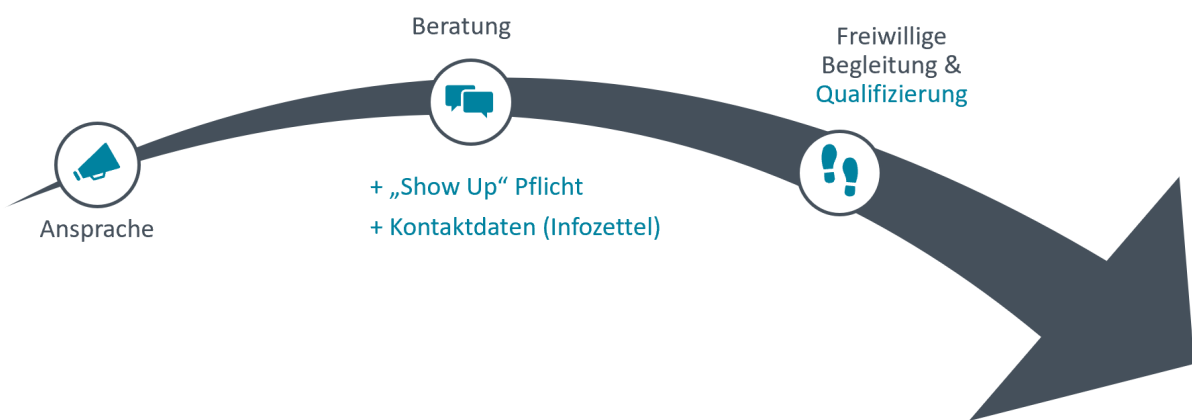 Beratung
Freiwillige
Begleitung &
Qualifizierung
Ansprache
+ „Show Up“ Pflicht
+ Kontaktdaten (Infozettel)